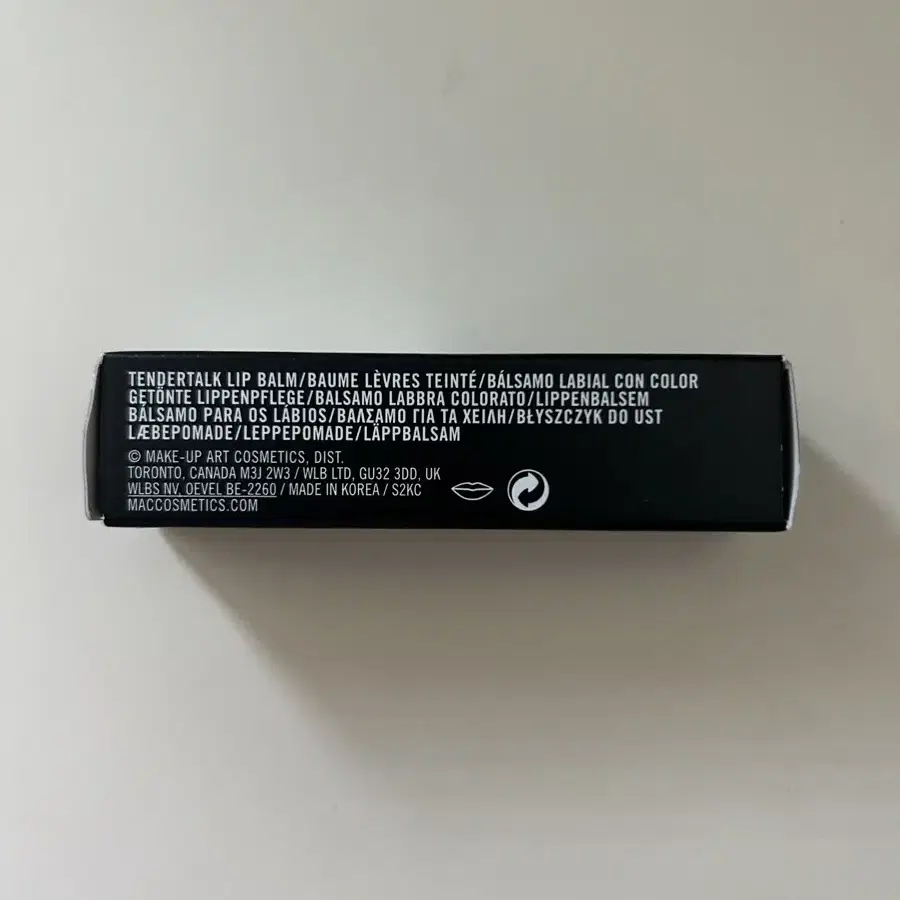 TENDERTALK LIP BALM/BAUME LÈVRES TEINTÉ/BÁLSAMO LABIAL CON COLOR
GETÖNTE LIPPENPFLEGE/BALSAMO LABBRA COLORATO/LIPPENBALSEM
BÁLSAMO PARA OS LÁBIOS/ΒΑΛΣΑΜΟ ΓΙΑ ΤΑ ΧΕΙΛΗ/BŁYSZCZYK DO UST
LÆBEPOMADE/LEPPEPOMADE/LÄPPBALSAM
© MAKE-UP ART COSMETICS, DIST.
TORONTO, CANADA M3J 2W3 / WLB LTD, GU32 3DD, UK
WLBS NV, OEVEL BE-2260 / MADE IN KOREA / S2KC
MACCOSMETICS.COM